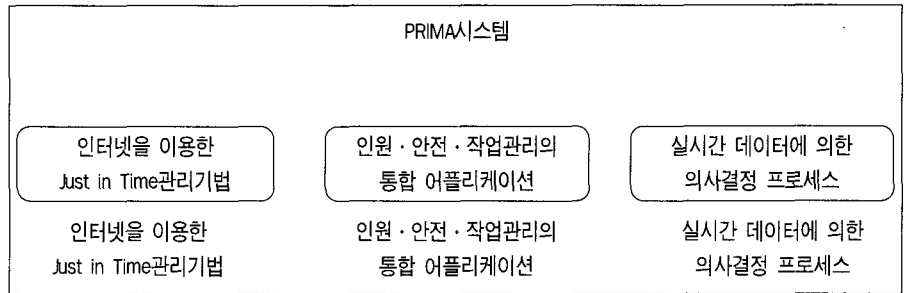 PRIMA시스템
인터넷을 이용한 인원·안전·작업관리의 실시간 데이터에 의한
Just in Time관리기법 통합 어플리케이션 의사결정 프로세스
인터넷을 이용한 인원·안전·작업관리의 실시간 데이터에 의한
Just in Time관리기법 통합 어플리케이션 의사결정 프로세스